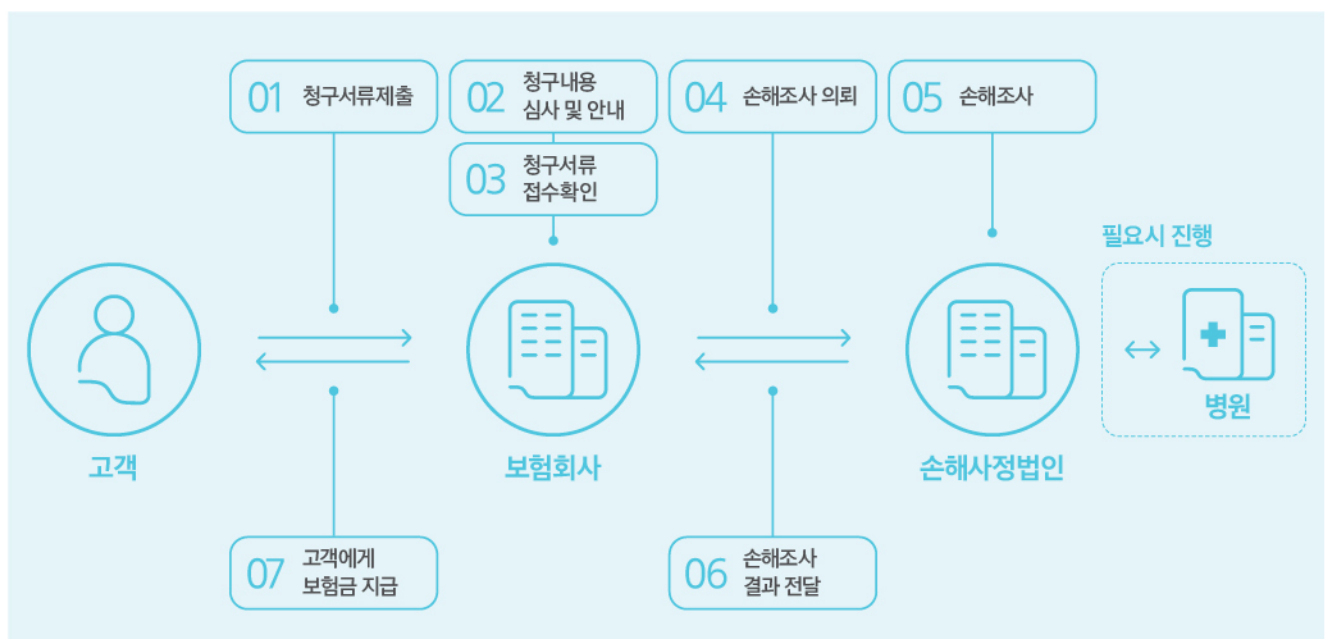 01 청구서류제출
02 청구내용
심사 및 안내
03 청구서류
접수확인
04 손해조사 의뢰
05 손해조사
필요시 진행
병원
고객
보험회사
손해사정법인
07 고객에게
보험금 지급
06 손해조사
결과 전달